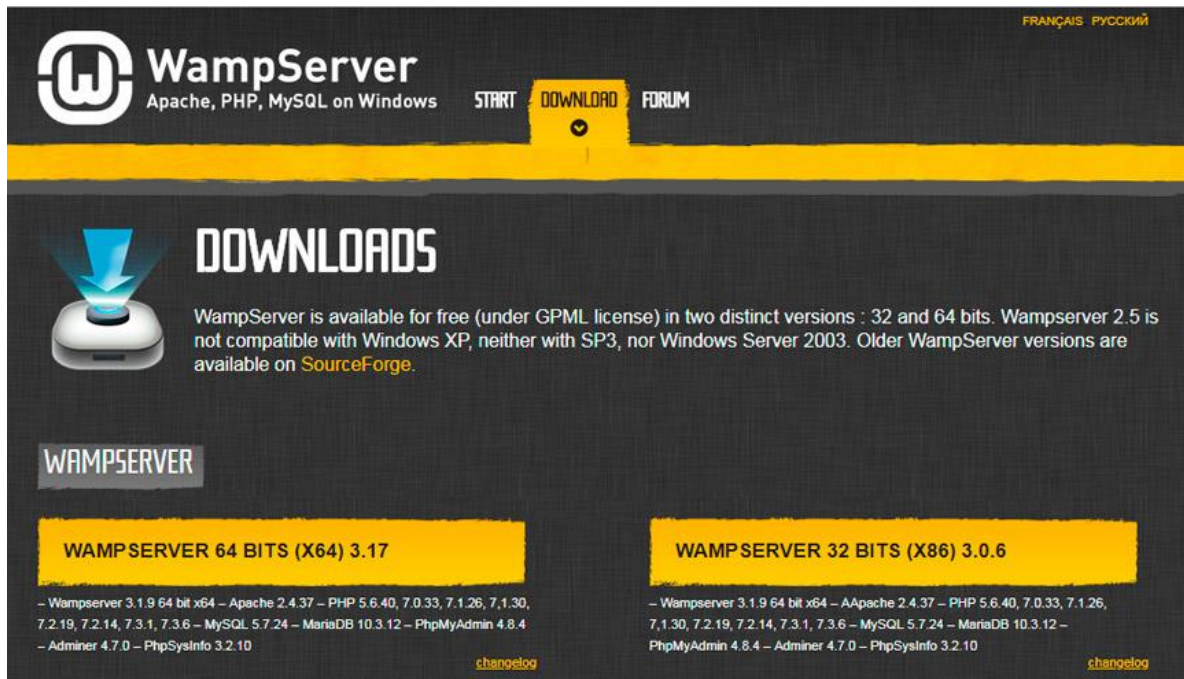 FRANÇAIS РУССКИЙ
WampServer
Apache, PHP, MySQL on Windows
START DOWNLOAD FORUM
DOWNLOADS
WampServer is available for free (under GPML license) in two distinct versions : 32 and 64 bits. Wampserver 2.5 is
not compatible with Windows XP, neither with SP3, nor Windows Server 2003. Older WampServer versions are
available on SourceForge.
WAMPSERVER
WAMPSERVER 64 BITS (X64) 3.17
– Wampserver 3.1.9 64 bit x64 – Apache 2.4.37 – PHP 5.6.40, 7.0.33, 7.1.26, 7,1.30,
7.2.19, 7.2.14, 7.3.1, 7.3.6 – MySQL 5.7.24 – MariaDB 10.3.12 – PhpMyAdmin 4.8.4
– Adminer 4.7.0 – PhpSysInfo 3.2.10
changelog
WAMPSERVER 32 BITS (X86) 3.0.6
– Wampserver 3.1.9 64 bit x64 – AApache 2.4.37 – PHP 5.6.40, 7.0.33, 7.1.26,
7,1.30, 7.2.19, 7.2.14, 7.3.1, 7.3.6 – MySQL 5.7.24 – MariaDB 10.3.12 –
PhpMyAdmin 4.8.4 – Adminer 4.7.0 – PhpSysInfo 3.2.10
changelog